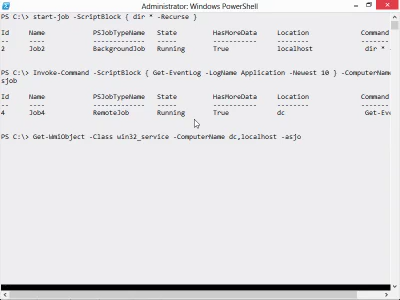 Administrator: Windows PowerShell
PS C:\> start-job -ScriptBlock { dir * -Recurse }
Id Name PSJobTypeName State HasMoreData Location Command
-- ---- ------------- ----- ----------- -------- -------
2 Job2 BackgroundJob Running True localhost dir * -
PS C:\> Invoke-Command -ScriptBlock { Get-EventLog -LogName Application -Newest 10 } -ComputerName
sjob
Id Name PSJobTypeName State HasMoreData Location Command
-- ---- ------------- ----- ----------- -------- -------
4 Job4 RemoteJob Running True dc Get-Eve
PS C:\> Get-WmiObject -Class win32_service -ComputerName dc,localhost -asjo